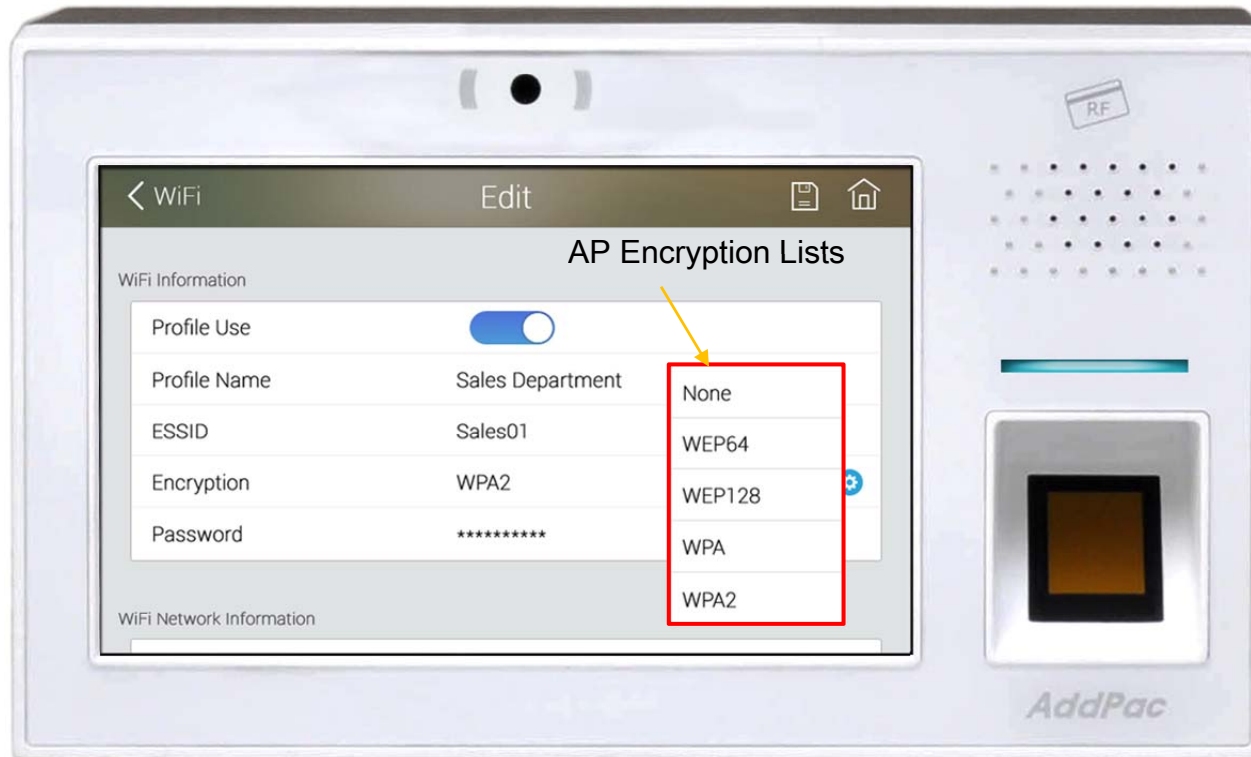 RF
WiFi Edit
AP Encryption Lists
WiFi Information
Profile Use
Profile Name Sales Department
ESSID Sales01
Encryption WPA2
Password **********
None
WEP64
WEP128
WPA
WPA2
WiFi Network Information
AddPac